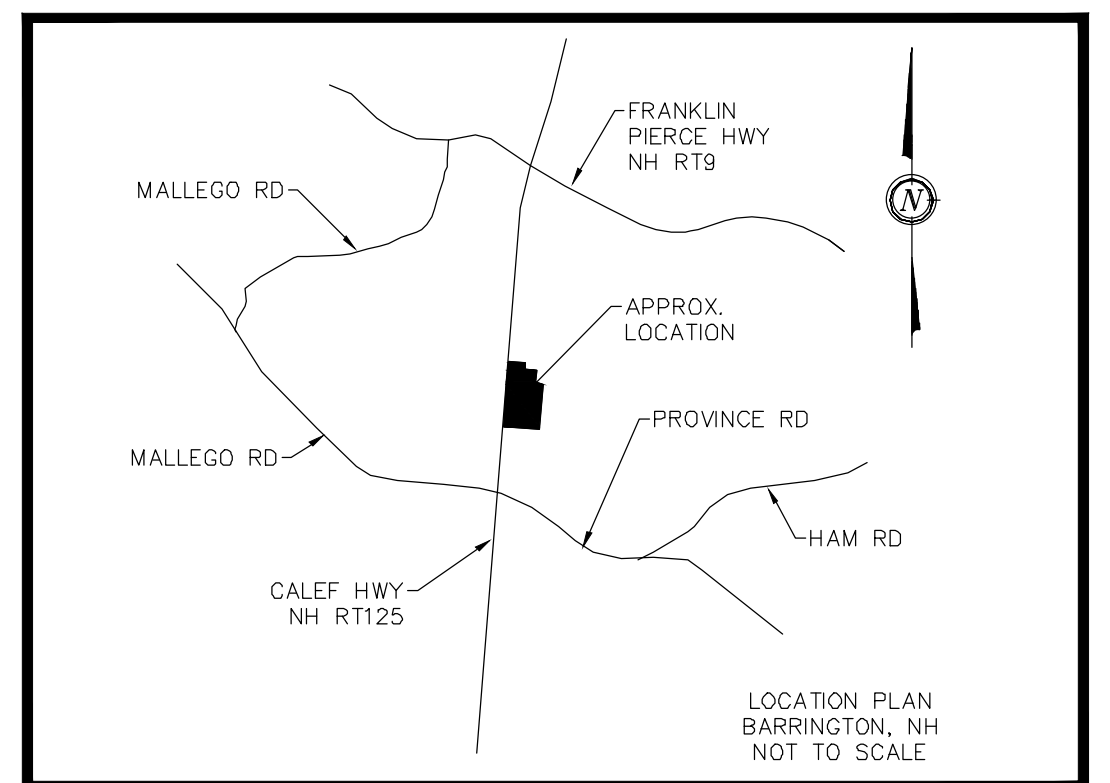 FRANKLIN
PIERCE HWY
NH RT9
MALLEGO RD
N
APPROX.
LOCATION
PROVINCE RD
MALLEGO RD
HAM RD
CALEF HWY
NH RT125
LOCATION PLAN
BARRINGTON, NH
NOT TO SCALE